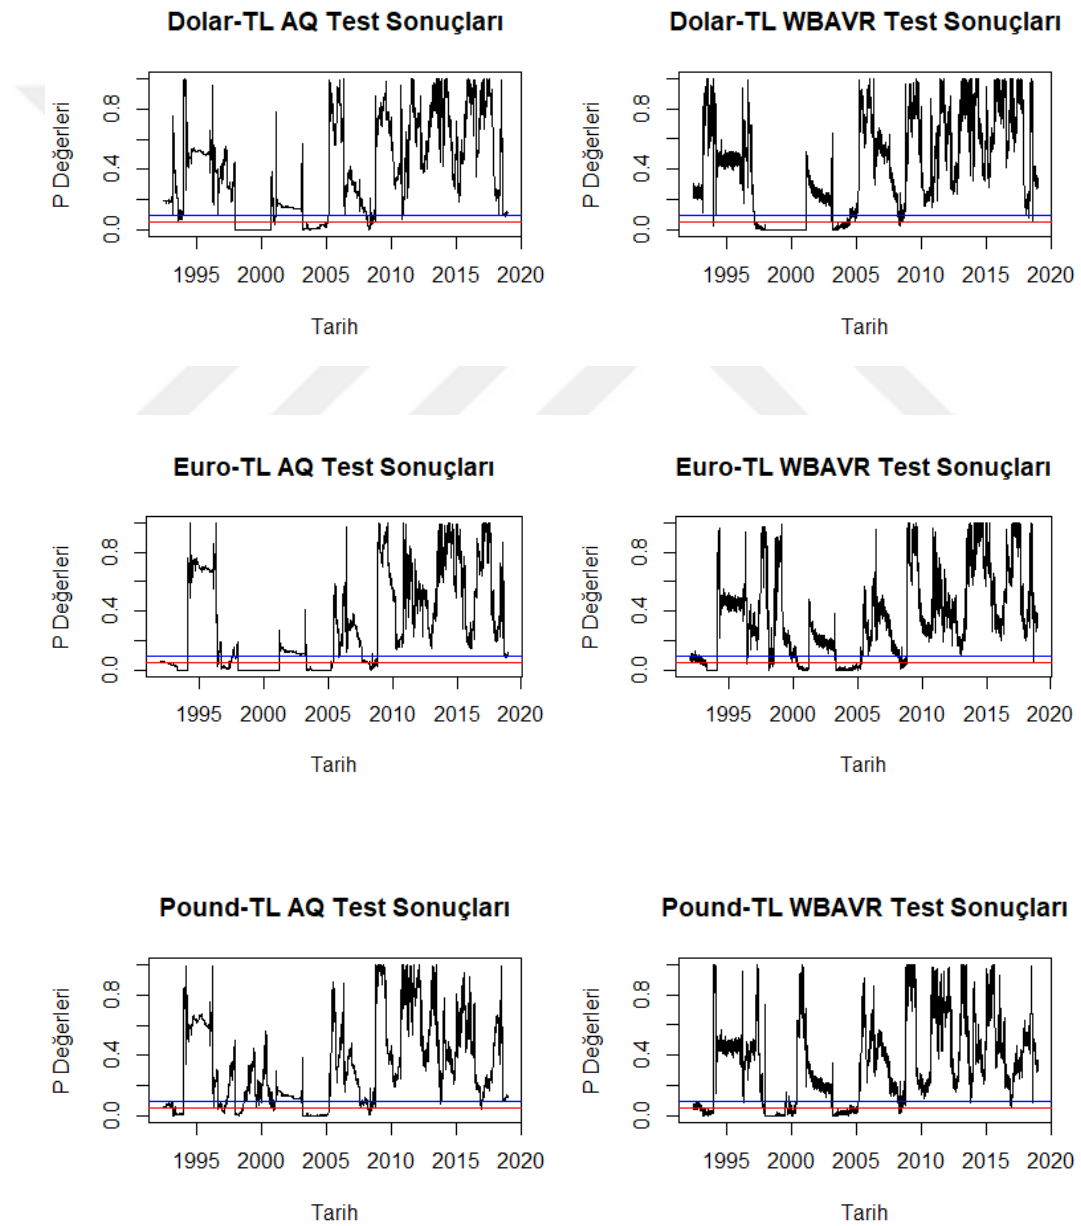 Dolar-TL AQ Test Sonuçları
P Değerleri
0.0 0.4 0.8
1995 2000 2005 2010 2015 2020
Tarih
Dolar-TL WBAVR Test Sonuçları
P Değerleri
0.0 0.4 0.8
1995 2000 2005 2010 2015 2020
Tarih
Euro-TL AQ Test Sonuçları
P Değerleri
0.0 0.4 0.8
1995 2000 2005 2010 2015 2020
Tarih
Euro-TL WBAVR Test Sonuçları
P Değerleri
0.0 0.4 0.8
1995 2000 2005 2010 2015 2020
Tarih
Pound-TL AQ Test Sonuçları
P Değerleri
0.0 0.4 0.8
1995 2000 2005 2010 2015 2020
Tarih
Pound-TL WBAVR Test Sonuçları
P Değerleri
0.0 0.4 0.8
1995 2000 2005 2010 2015 2020
Tarih